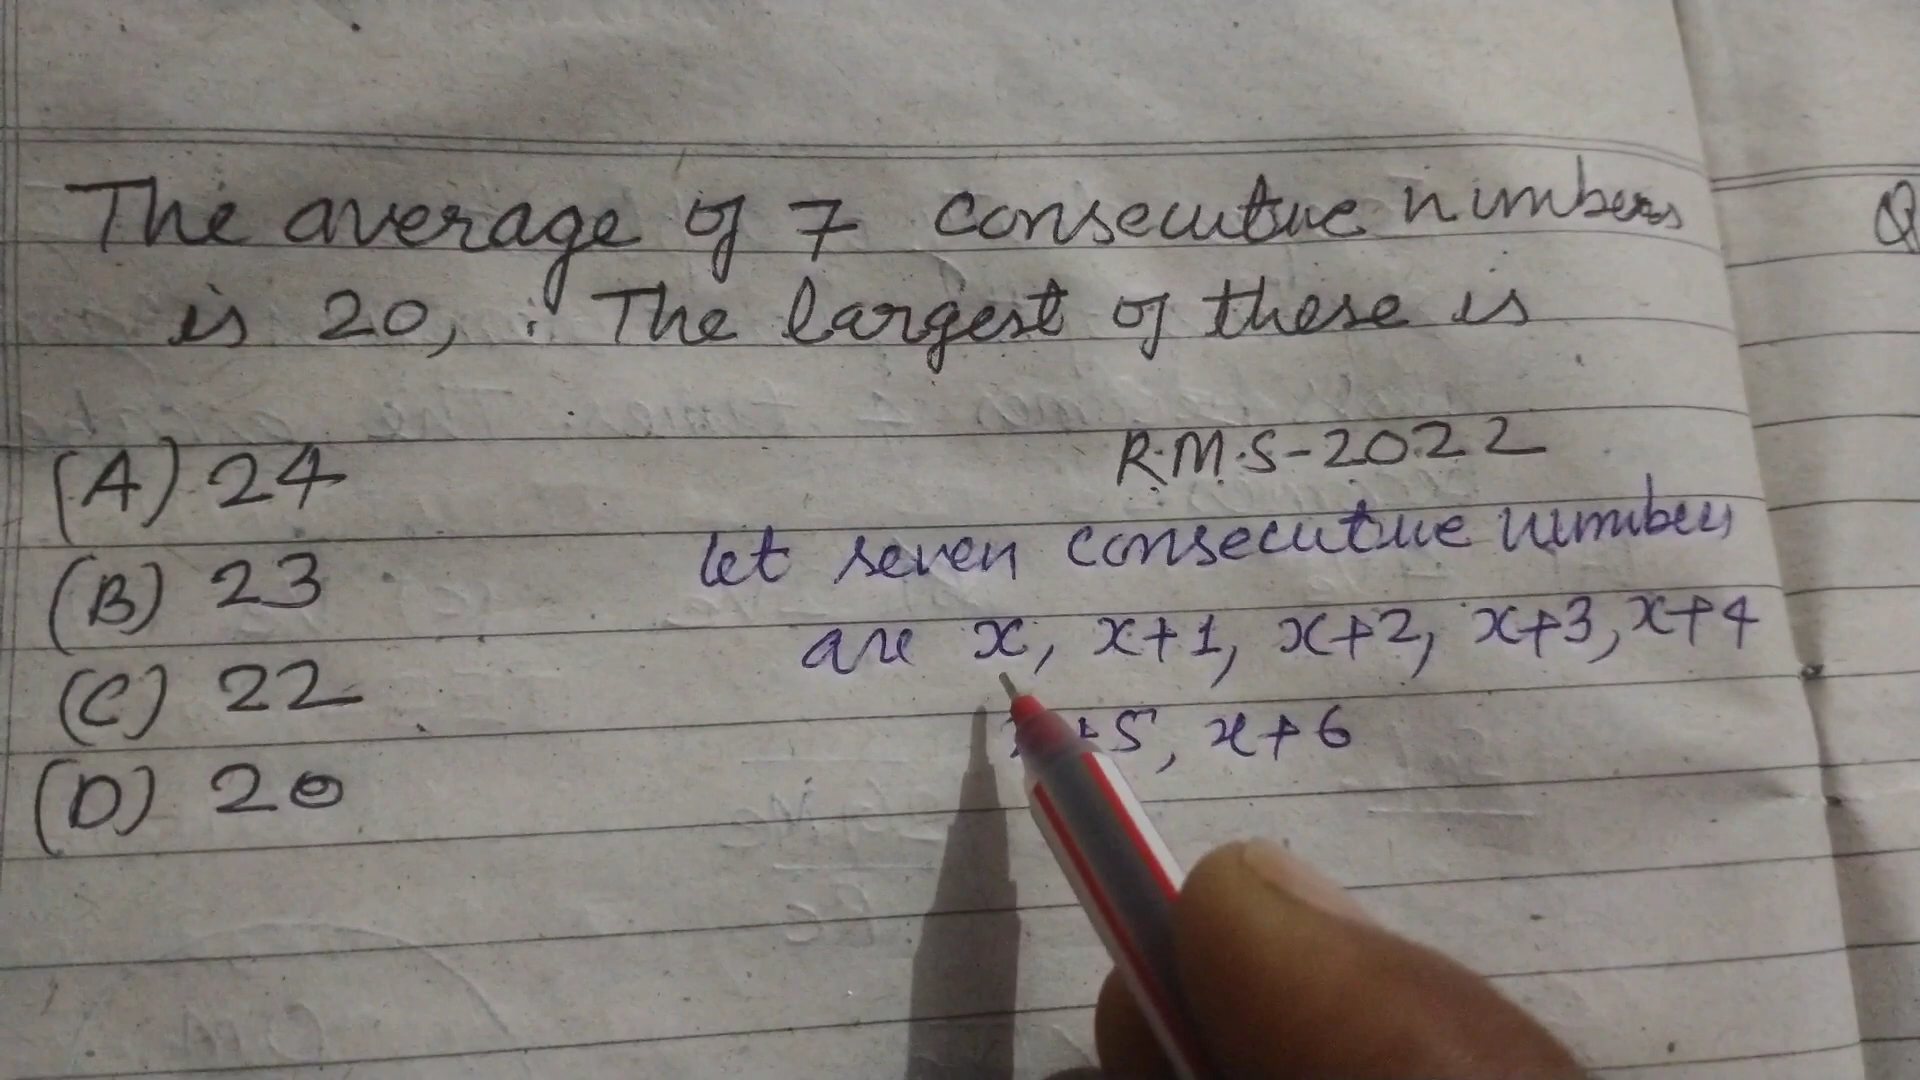 The average of 7 consecutive numbers
is 20, The largest of these is
R.M.S-2022
(A) 24
(B) 23
(C) 22
(D) 20
let seven consecutive numbers
are x, x+1, x+2, x+3, x+4
+5, x+6
Q